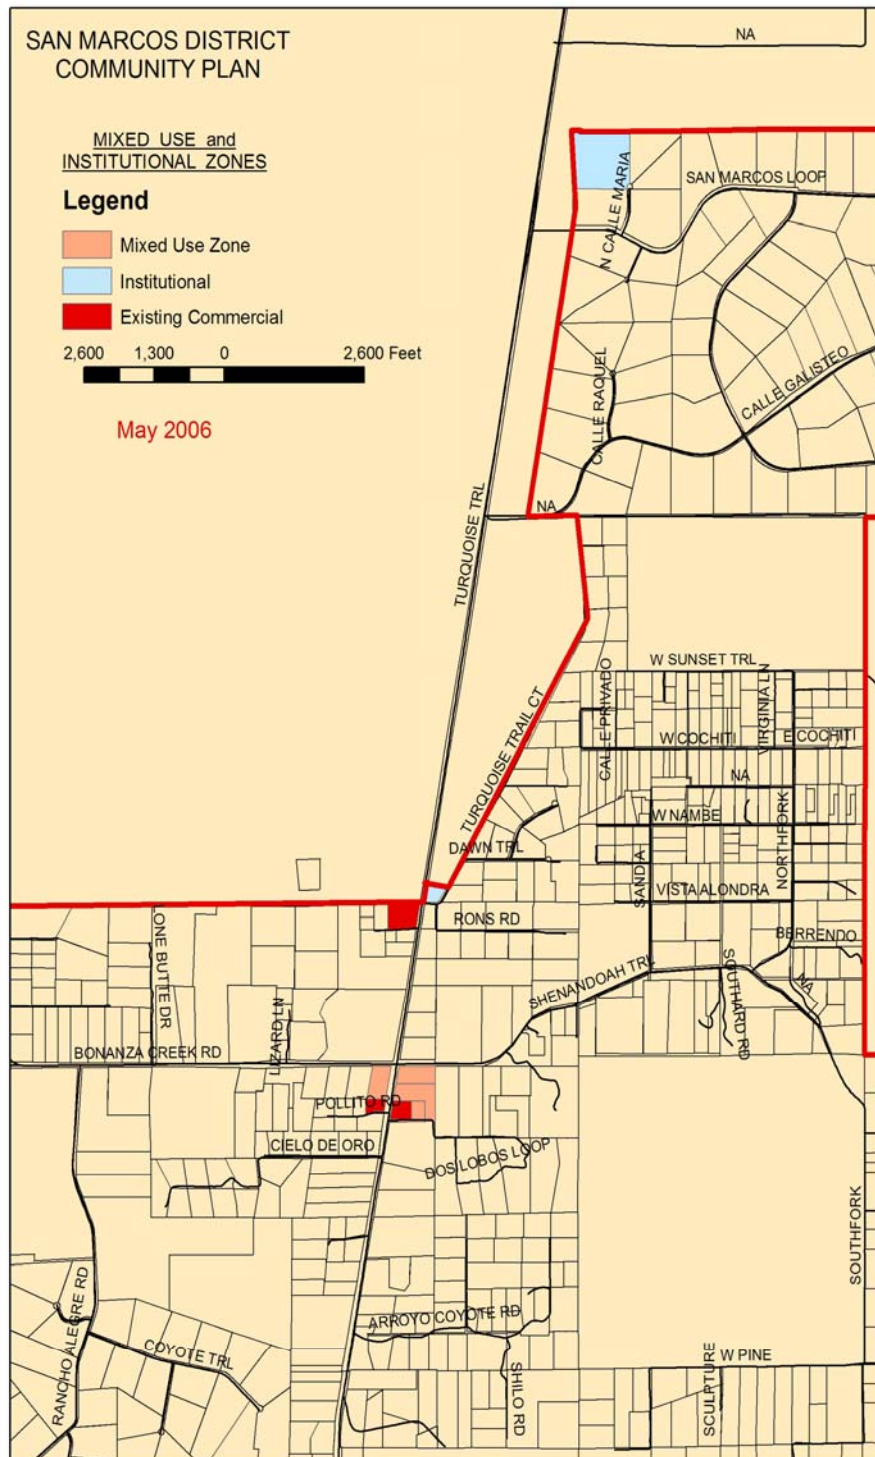 SAN MARCOS DISTRICT
COMMUNITY PLAN
MIXED USE and
INSTITUTIONAL ZONES
Legend
Mixed Use Zone
Institutional
Existing Commercial
2,600 1,300 0 2,600 Feet
May 2006
NA
N CALLE MARIA
SAN MARCOS LOOP
CALLE RAQUEL
CALLE GALISTEO
NA
TURQUOISE TRL
W SUNSET TRL
CALLE PRIVADO
VIRGINIA LN
W COCHITI
E COCHITI
TURQUOISE TRAIL CT
NA
W NAMBE
NORTHFORK
DAWN TRL
SANDIA
VISTA ALONDRA
RONS RD
LONE BUTTE DR
BERRENDO
SHENANDOAH TRL
SOUTHARD RD
NA
LIZARD LN
BONANZA CREEK RD
POLLITO RD
CIELO DE ORO
DOS LOBOS LOOP
SOUTHFORK
RANCHO ALEGRE RD
ARROYO COYOTE RD
COYOTE TRL
SHILO RD
SCULPTURE
W PINE